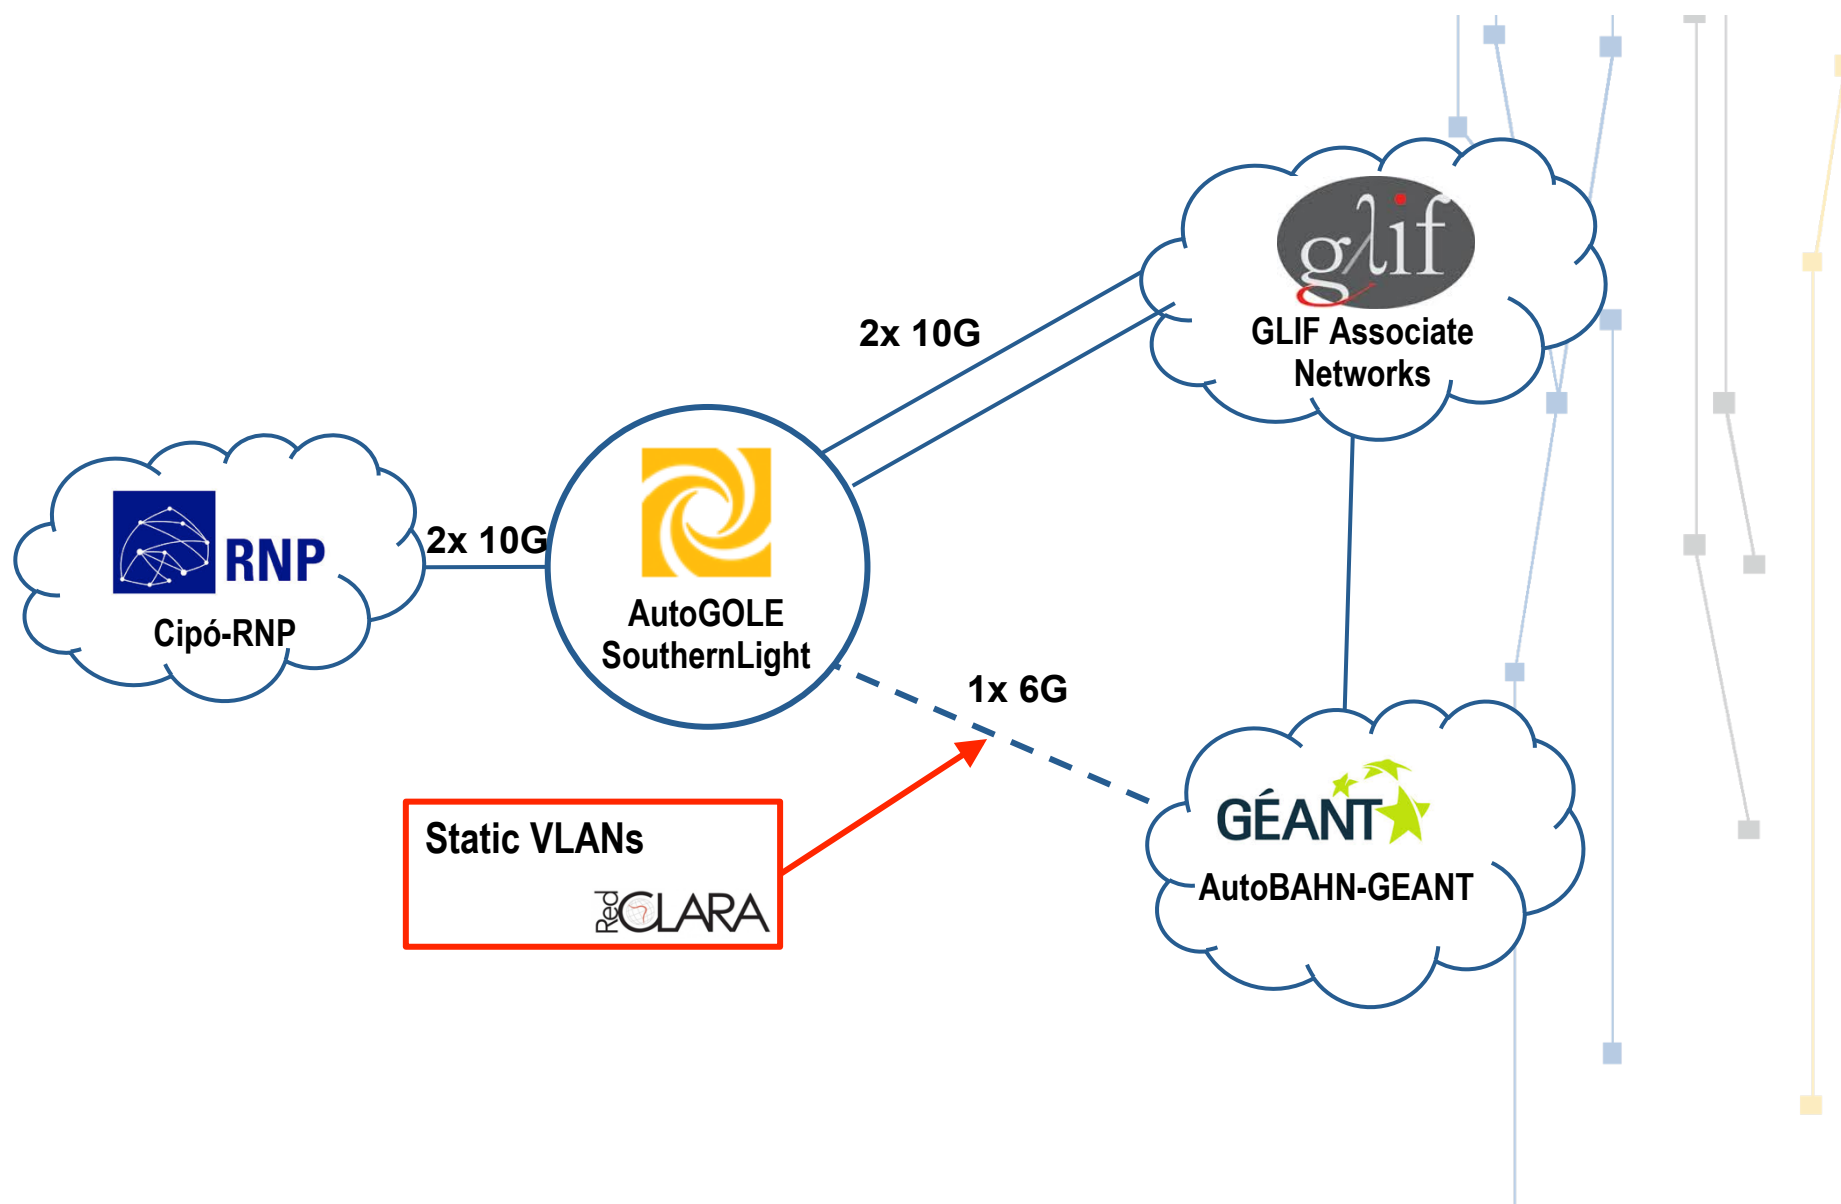 glif
GLIF Associate
Networks
2x 10G
RNP
Cipó-RNP
2x 10G
AutoGOLE
SouthernLight
1x 6G
Static VLANs
Red CLARA
GÉANT
AutoBAHN-GEANT